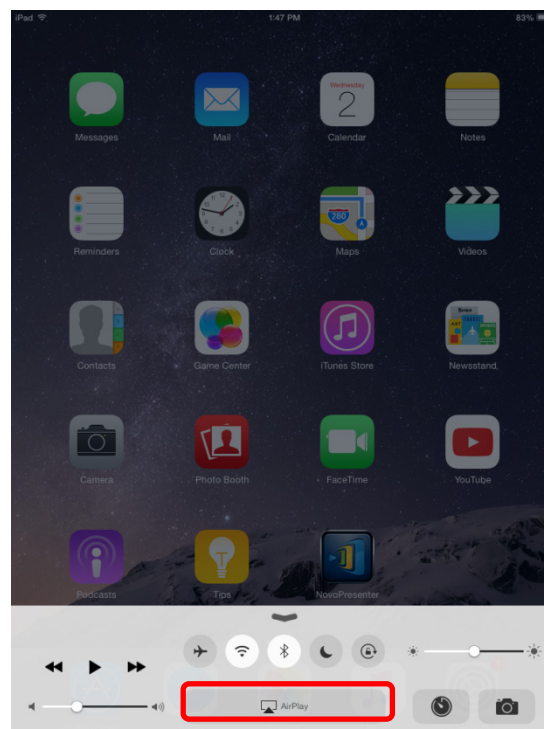 iPad 1:47 PM 83%
Wednesday
2
Messages Mail Calendar Notes
280
Reminders Clock Maps Videos
Contacts Game Center iTunes Store Newsstand
Camera Photo Booth FaceTime YouTube
Podcasts Tips NovoPresenter
AirPlay